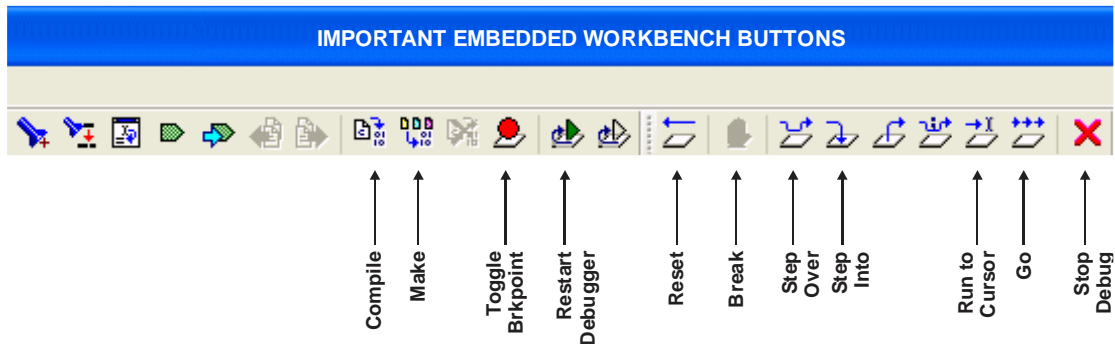 IMPORTANT EMBEDDED WORKBENCH BUTTONS
Compile
Make
Toggle
Brkpoint
Restart
Debugger
Reset
Break
Step
Over
Step
Into
Run to
Cursor
Go
Stop
Debug